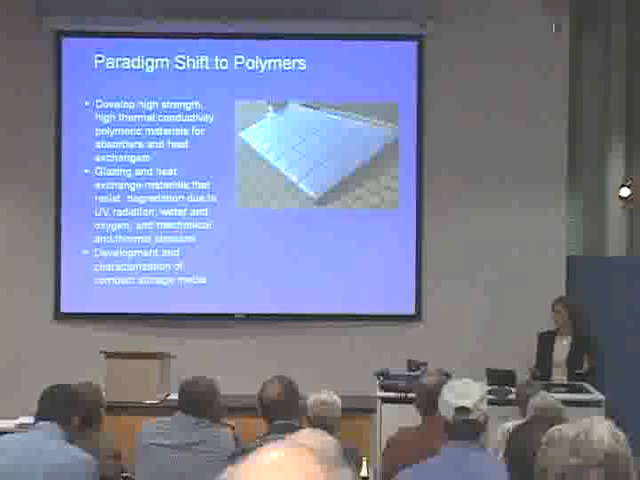 Paradigm Shift to Polymers
• Develop high strength,
high thermal conductivity
polymeric materials for
absorbers and heat
exchangers
• Glazing and heat
exchange materials that
resist degradation due to
UV radiation, water and
oxygen, and mechanical
and thermal stresses
• Development and
characterization of
compact storage media